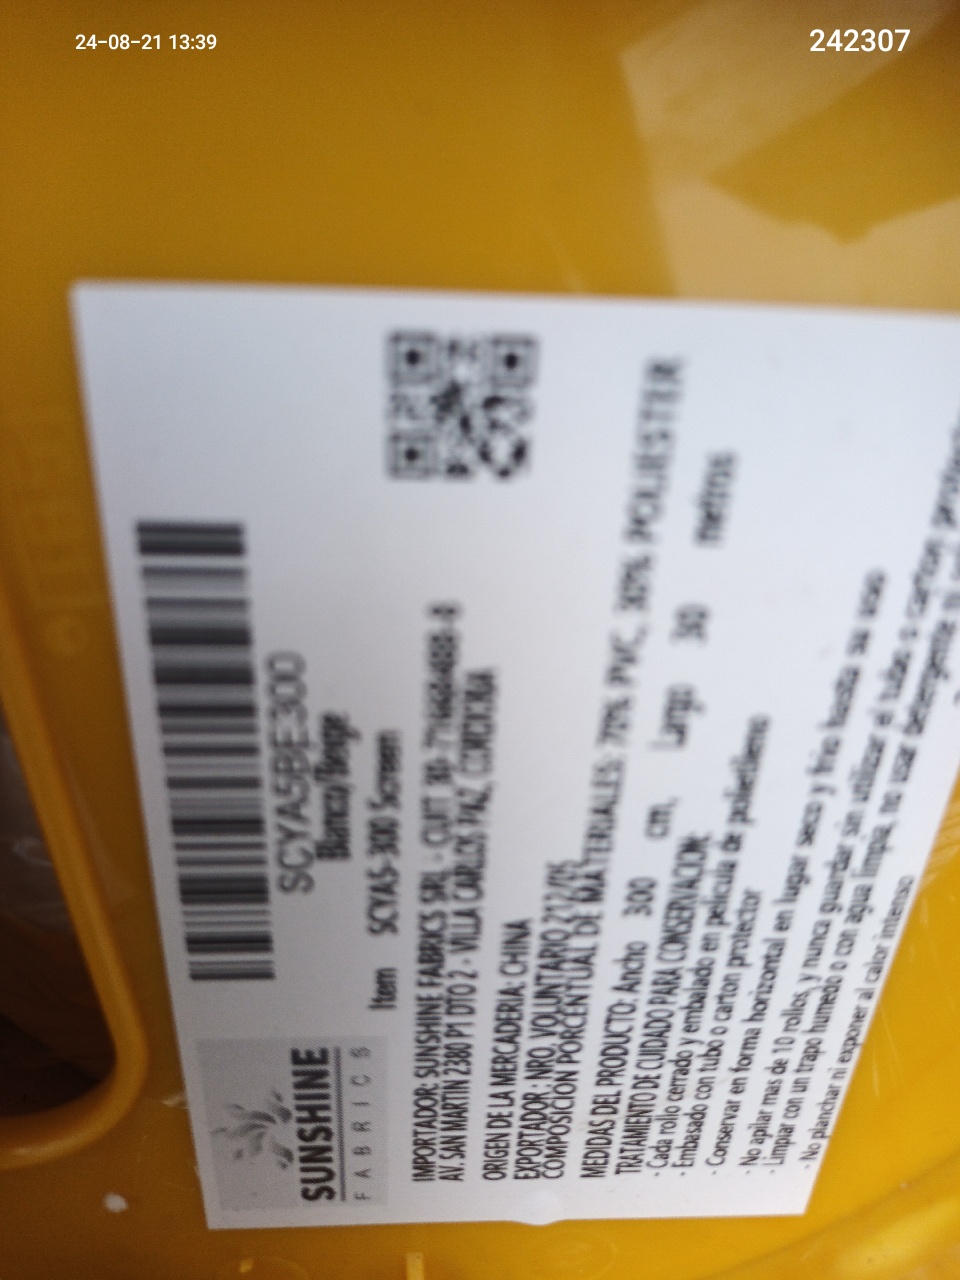 24-08-21 13:39
242307
SCYA5BE300
Blanco/Beige
Item SCYA5-300 Screen
SUNSHINE
FABRICS
IMPORTADOR: SUNSHINE FABRICS SRL - CUIT 30-
AV. SAN MARTIN 2380 P1 DTO 2 - VILLA CARLOS PAZ, CORDOBA
ORIGEN DE LA MERCADERIA: CHINA
EXPORTADOR : NRO. VOLUNTARIO 212/05
COMPOSICION PORCENTUAL DE MATERIALES: 70% PVC, 30% POLIESTER
MEDIDAS DEL PRODUCTO: Ancho 300 cm, Largo 30 metros
TRATAMIENTO DE CUIDADO PARA CONSERVACION:
- Cada rollo cerrado y embalado en pelicula de polietileno
- Embasado con tubo o carton protector
- Conservar en forma horizontal en lugar seco y frio hasta su uso
- No apilar mas de 10 rollos, y nunca guardar sin utilizar el tubo o carton protector
- Limpar con un trapo humedo o con agua limpia, no usar detergente
- No planchar ni exponer al calor intenso